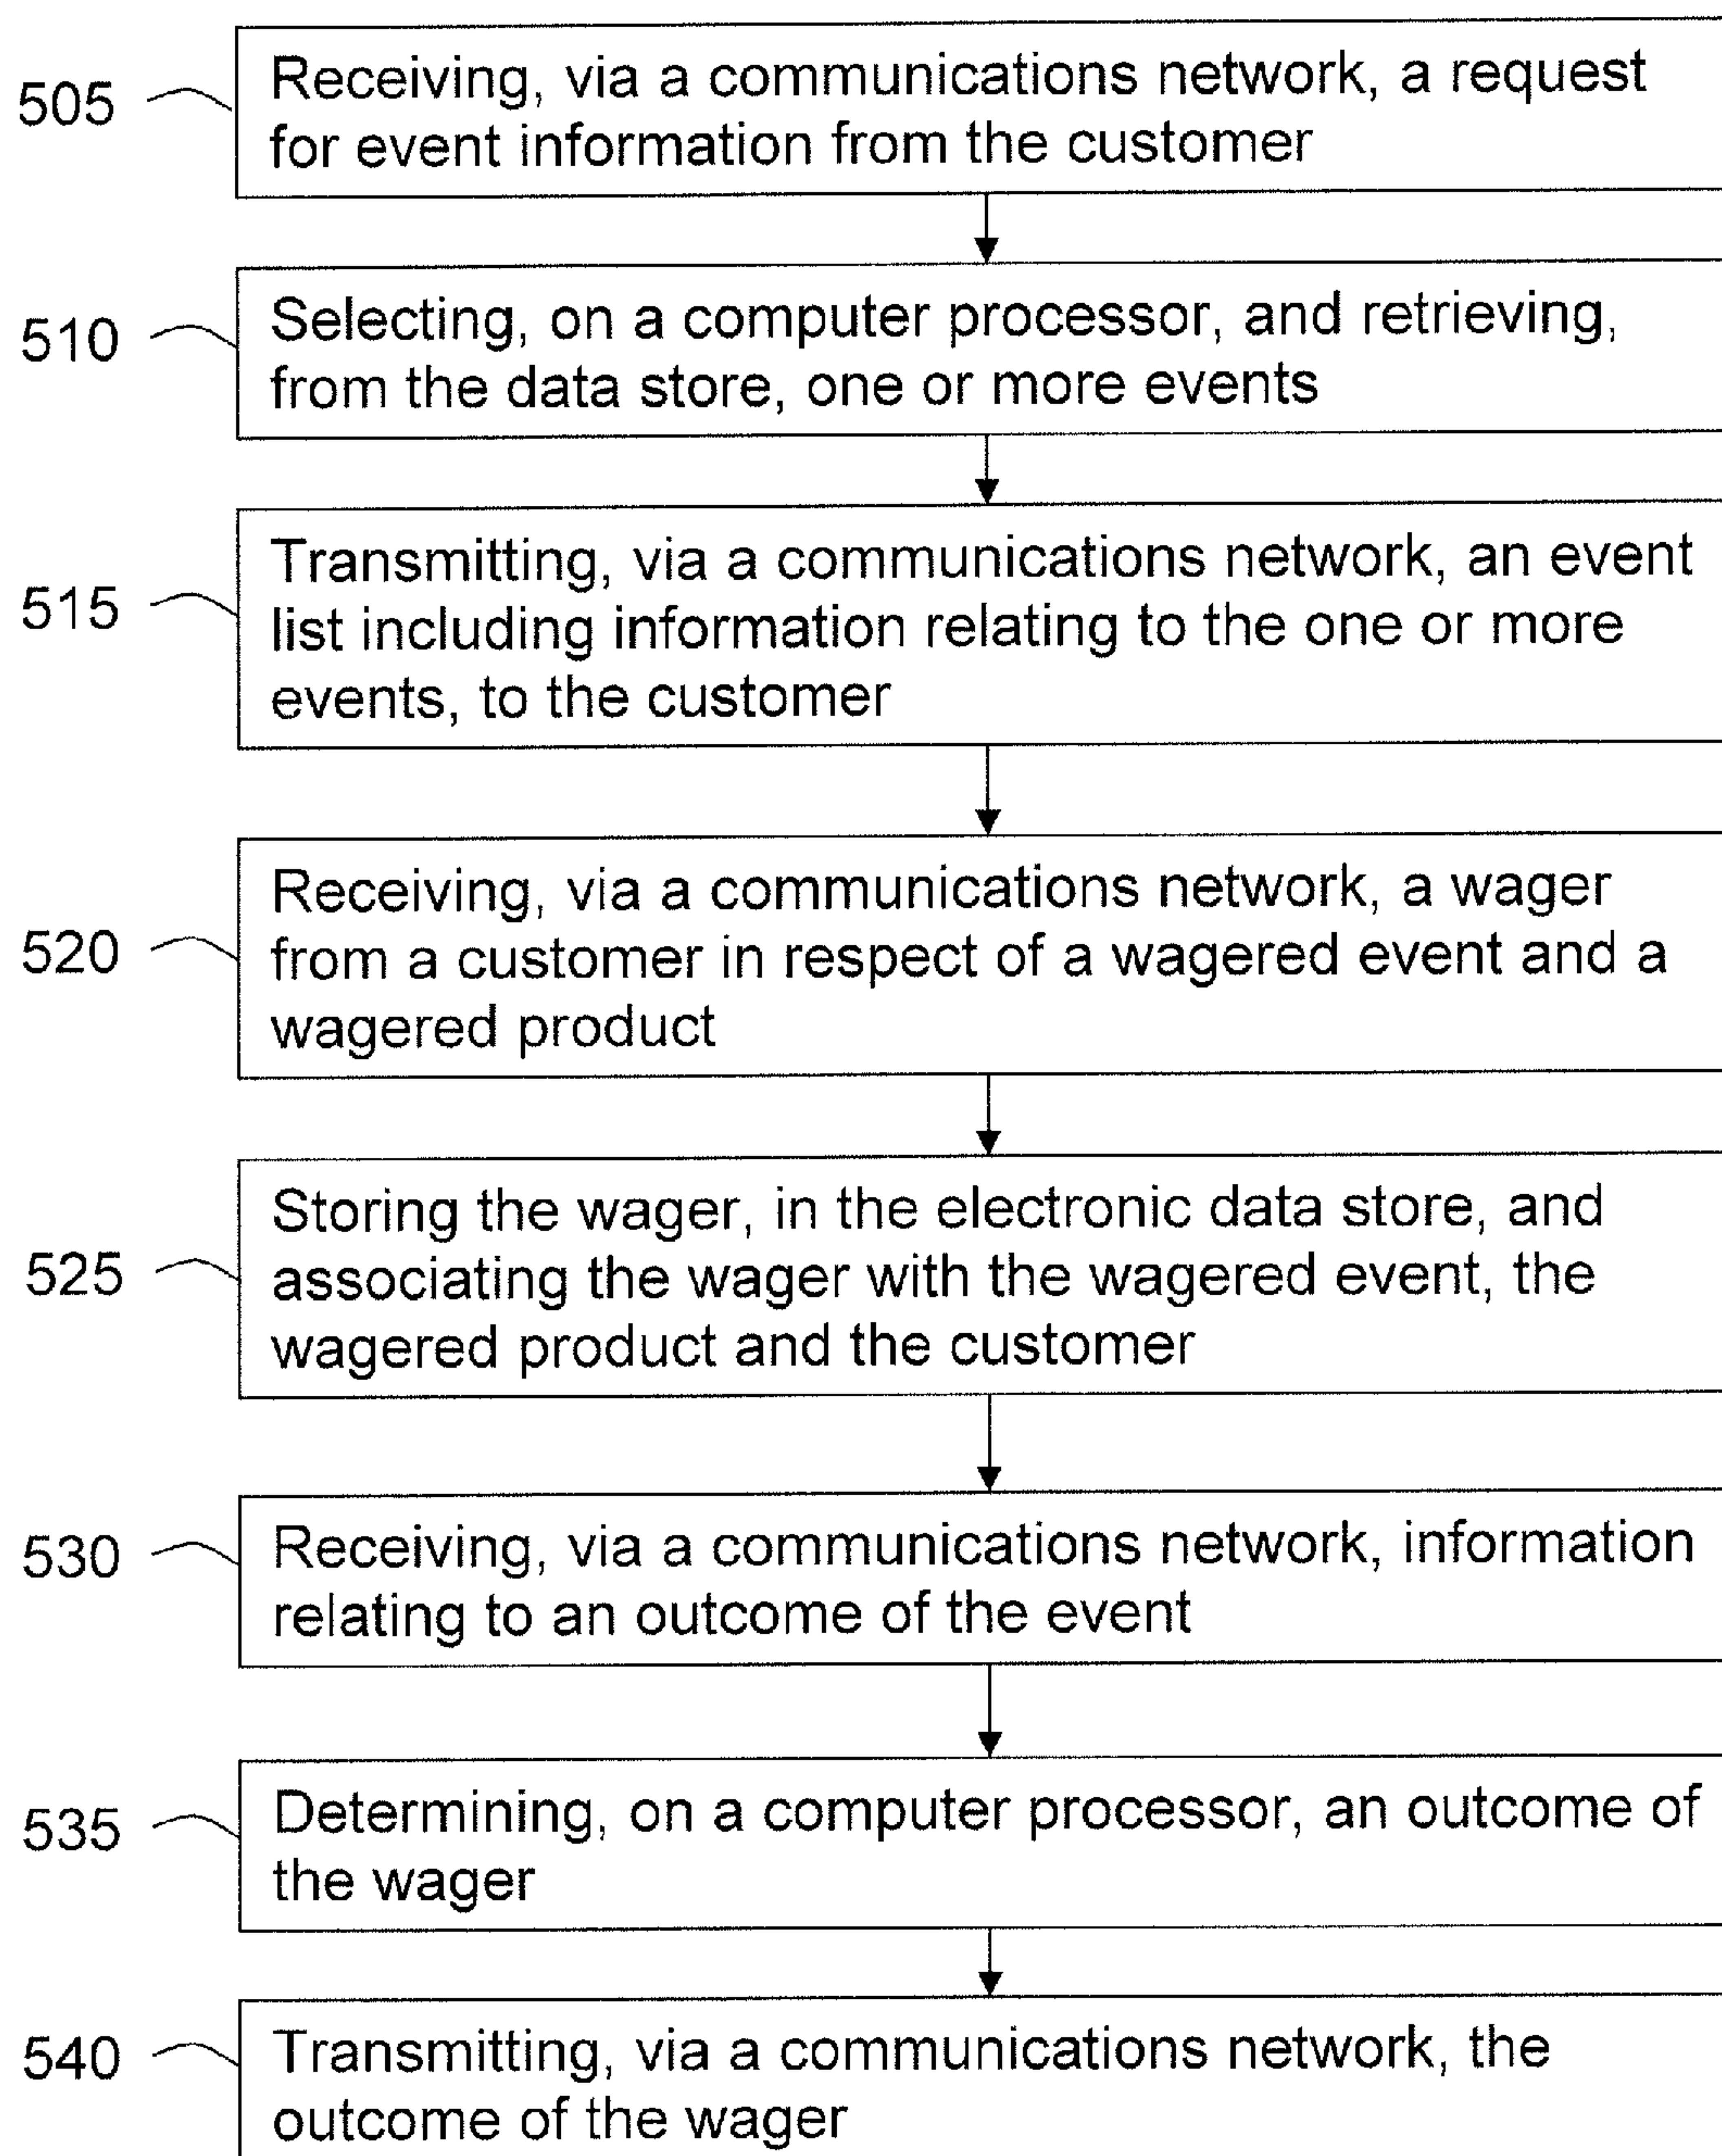 505
Receiving, via a communications network, a request
for event information from the customer
510
Selecting, on a computer processor, and retrieving,
from the data store, one or more events
515
Transmitting, via a communications network, an event
list including information relating to the one or more
events, to the customer
520
Receiving, via a communications network, a wager
from a customer in respect of a wagered event and a
wagered product
525
Storing the wager, in the electronic data store, and
associating the wager with the wagered event, the
wagered product and the customer
530
Receiving, via a communications network, information
relating to an outcome of the event
535
Determining, on a computer processor, an outcome of
the wager
540
Transmitting, via a communications network, the
outcome of the wager